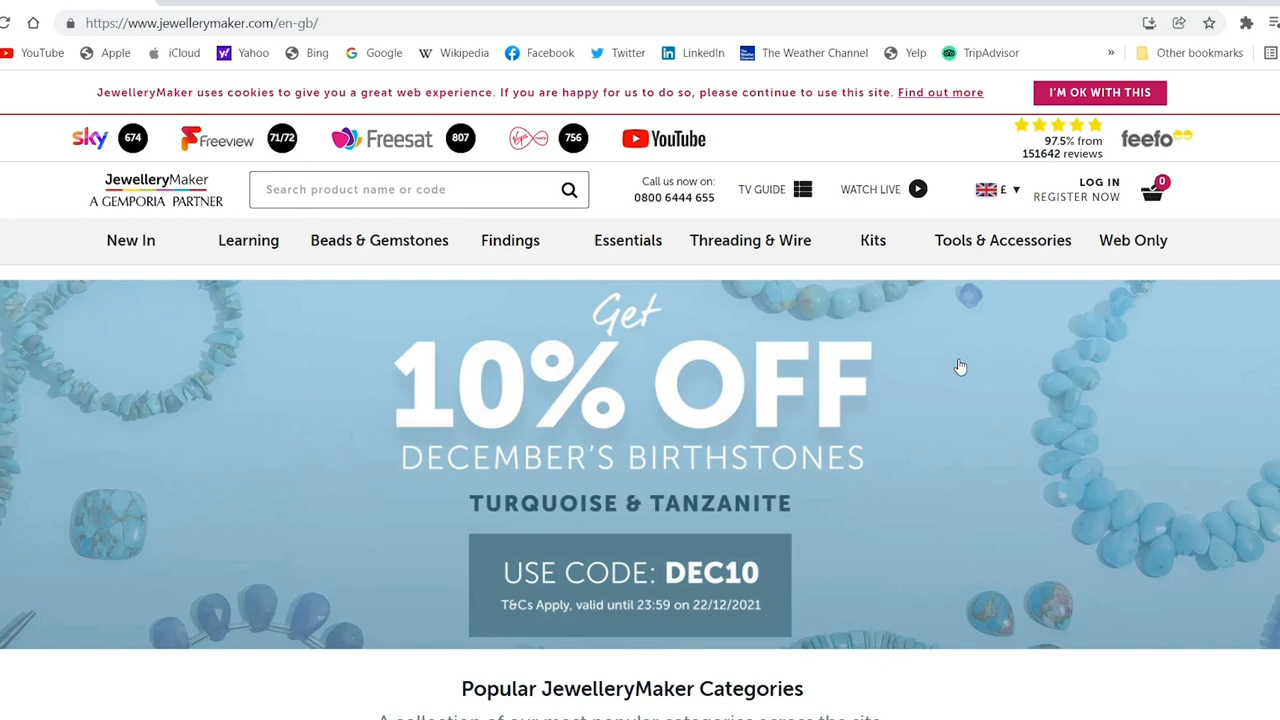 https://www.jewellerymaker.com/en-gb/
YouTube Apple iCloud Yahoo Bing Google Wikipedia Facebook Twitter LinkedIn The Weather Channel Yelp TripAdvisor » Other bookmarks
JewelleryMaker uses cookies to give you a great web experience. If you are happy for us to do so, please continue to use this site. Find out more
I'M OK WITH THIS
sky 674 Freeview 71/72 freesat 807 756 YouTube
97.5% from
151642 reviews
feefo
JewelleryMaker
A GEMPORIA PARTNER
Search product name or code
Call us now on:
0800 6444 655
TV GUIDE
WATCH LIVE
£ ▼
LOG IN
REGISTER NOW
0
New In Learning Beads & Gemstones Findings Essentials Threading & Wire Kits Tools & Accessories Web Only
Get
10% OFF
DECEMBER'S BIRTHSTONES
TURQUOISE & TANZANITE
USE CODE: DEC10
T&Cs Apply, valid until 23:59 on 22/12/2021
Popular JewelleryMaker Categories
A collection of our most popular categories across the site